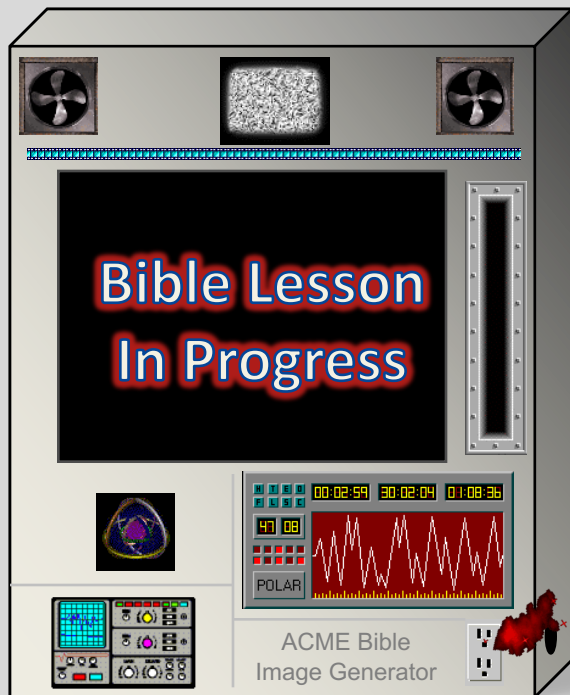 Bible Lesson
In Progress
H T E D
F L S C
00:02:59 30:02:04 01:08:36
47 08
POLAR
ACME Bible
Image Generator